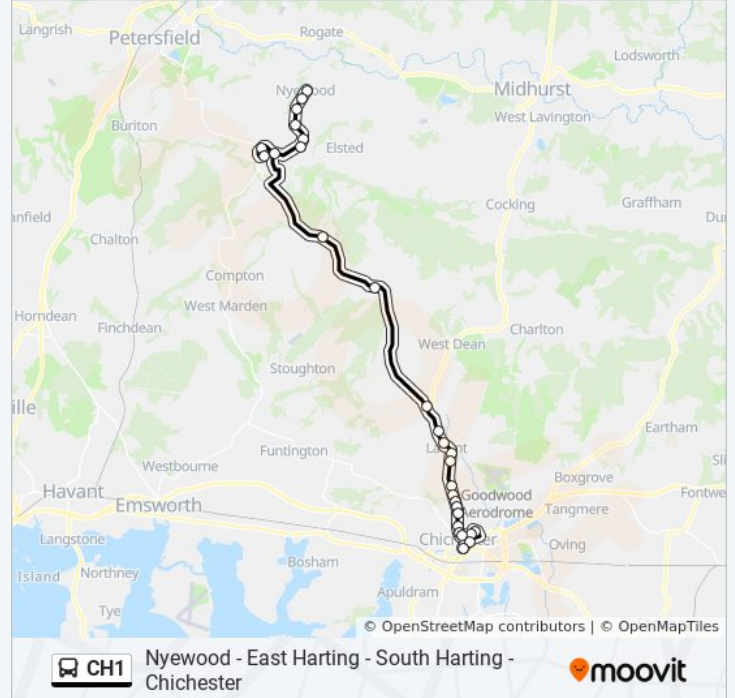 Langrish
Petersfield
Rogate
Lodsworth
Nyewood
Midhurst
West Lavington
Buriton
Elsted
Cocking
Graffham
anfield
Du
Chalton
Compton
West Marden
Horndean
Finchdean
Charlton
West Dean
Stoughton
ille
Eartham
Funtington
Westbourne
Sli
Boxgrove
Havant
Goodwood
Aerodrome
Fontwe
Emsworth
Tangmere
Langstone
Oving
Bosham
Island
Northney
Apuldram
Tye
© OpenStreetMap contributors | © OpenMapTiles
CH1
Nyewood - East Harting - South Harting -
Chichester
moovit